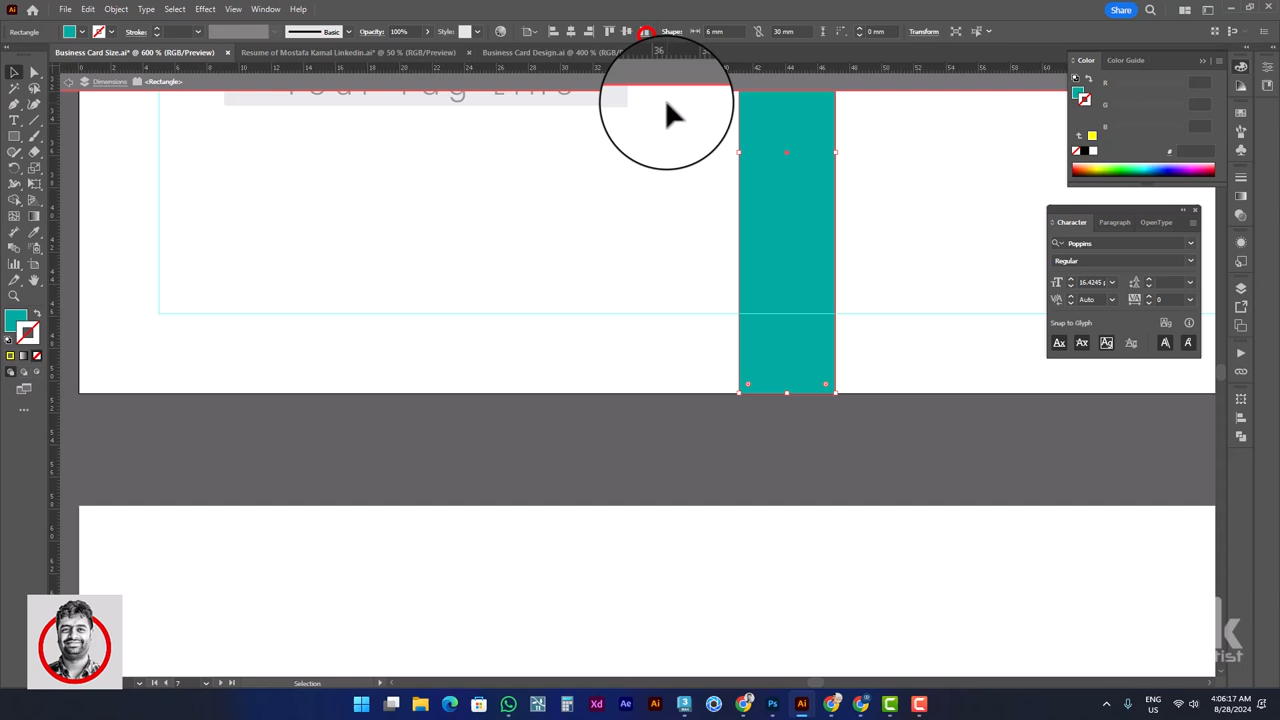 File Edit Object Type Select Effect View Window Help
Share
Rectangle
Stroke:
Basic
Opacity: 100%
Style:
Shape:
6 mm
30 mm
0 mm
Transform
Business Card Size.ai* @ 600 % (RGB/Preview)
Resume of Mostafa Kamal Linkedin.ai* @ 50 % (RGB/Preview)
Business Card Design.ai @ 400 %
Dimensions
<Rectangle>
Color
Color Guide
R
G
B
Your Tag Line
Character
Paragraph
OpenType
Poppins
Regular
16.4245
Auto
0
Snap to Glyph
7
Selection
ENG
US
4:06:17 AM
8/28/2024